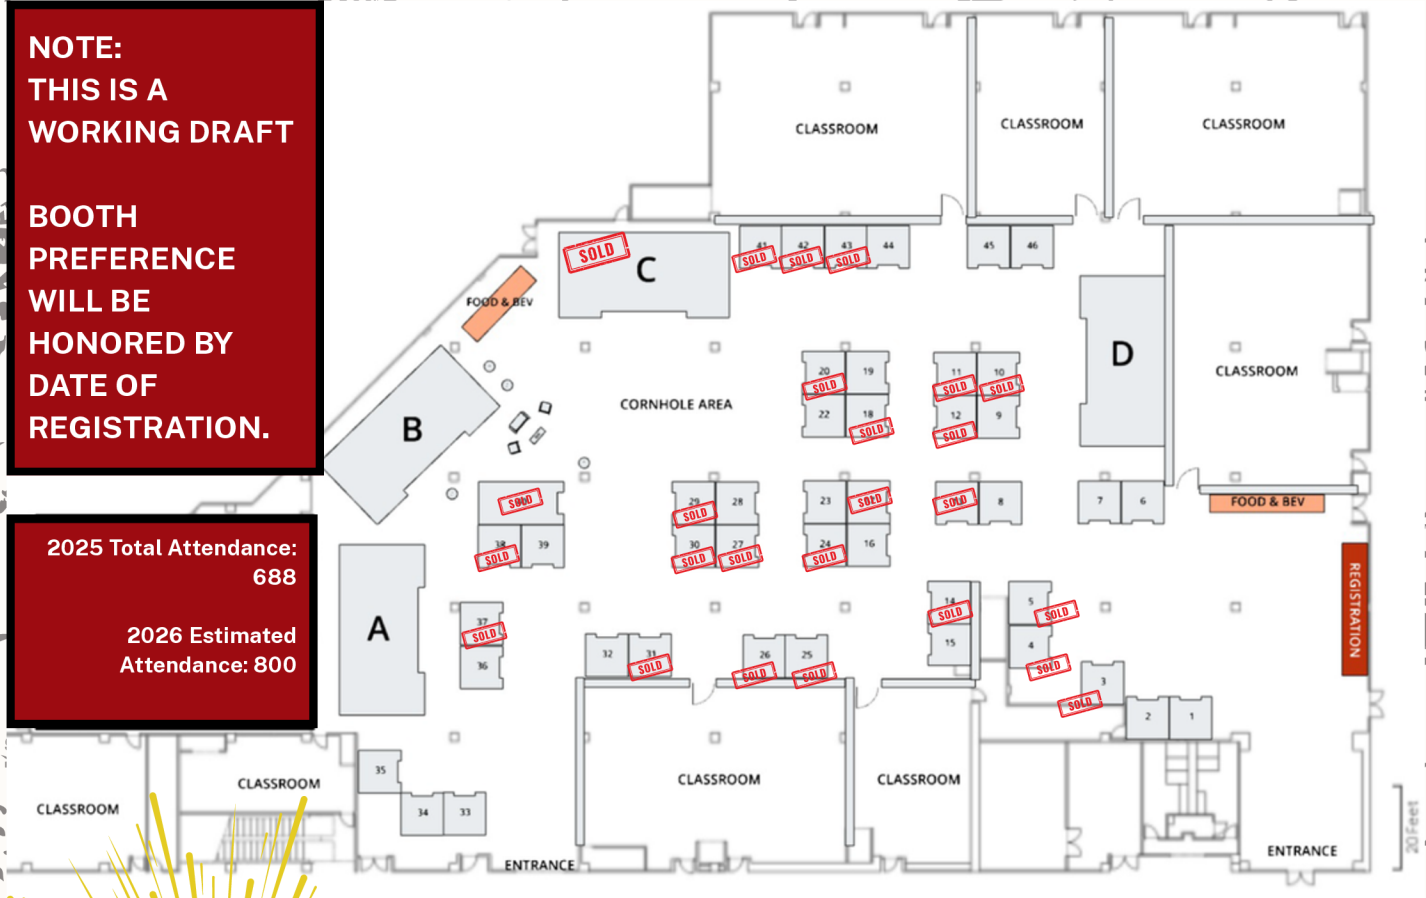 NOTE:
THIS IS A
WORKING DRAFT
BOOTH
PREFERENCE
WILL BE
HONORED BY
DATE OF
REGISTRATION.
2025 Total Attendance:
688
2026 Estimated
Attendance: 800
CLASSROOM
CLASSROOM
CLASSROOM
SOLD
C
41
42
43
44
SOLD
SOLD
SOLD
45
46
FOOD & BEV
D
CLASSROOM
B
CORNHOLE AREA
20
19
SOLD
22
18
SOLD
11
10
SOLD
SOLD
12
9
SOLD
SOLD
38
39
SOLD
29
28
SOLD
30
27
SOLD
SOLD
23
SOLD
24
16
SOLD
SOLD
8
7
6
FOOD & BEV
REGISTRATION
A
37
SOLD
36
32
31
SOLD
26
25
SOLD
SOLD
14
SOLD
15
5
SOLD
4
SOLD
3
SOLD
2
1
35
34
33
CLASSROOM
CLASSROOM
CLASSROOM
CLASSROOM
ENTRANCE
ENTRANCE
20 Feet